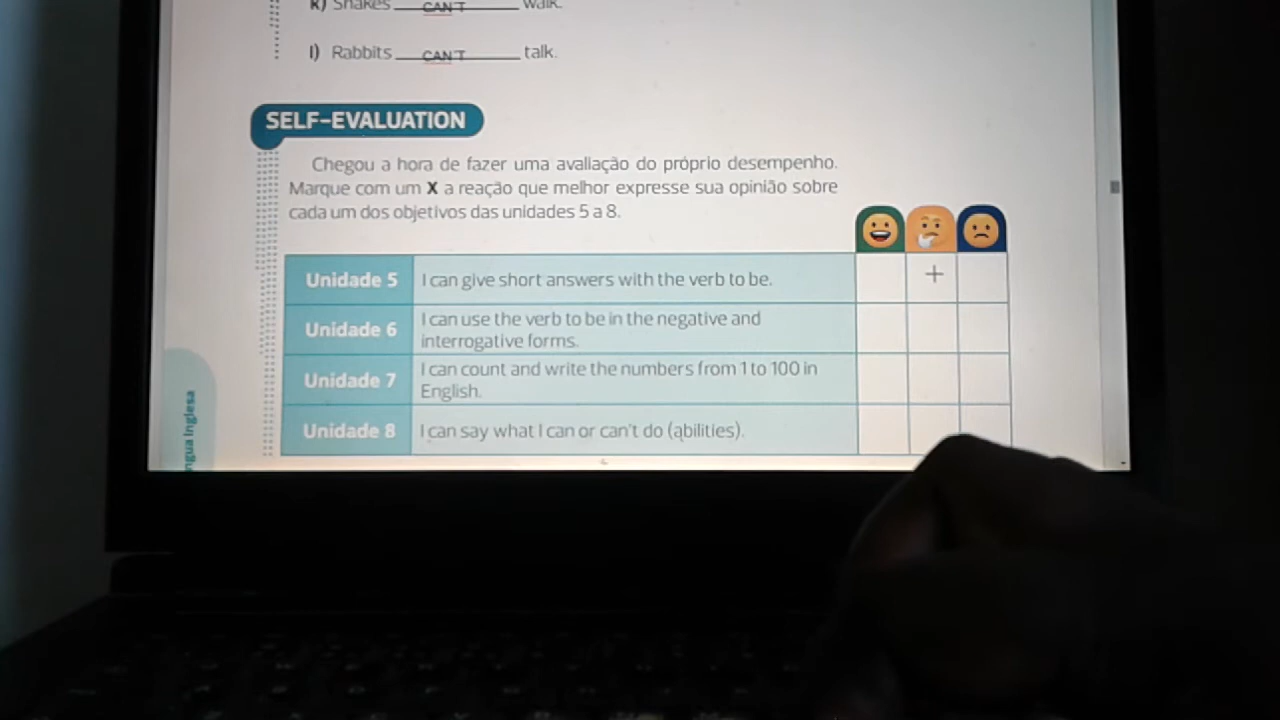 k) Snakes CAN'T walk.
l) Rabbits CAN'T talk.
SELF-EVALUATION
Chegou a hora de fazer uma avaliação do próprio desempenho.
Marque com um X a reação que melhor expresse sua opinião sobre
cada um dos objetivos das unidades 5 a 8.
Unidade 5 I can give short answers with the verb to be.
Unidade 6 I can use the verb to be in the negative and
interrogative forms.
Unidade 7 I can count and write the numbers from 1 to 100 in
English.
Unidade 8 I can say what I can or can't do (abilities).
ngua Inglesa